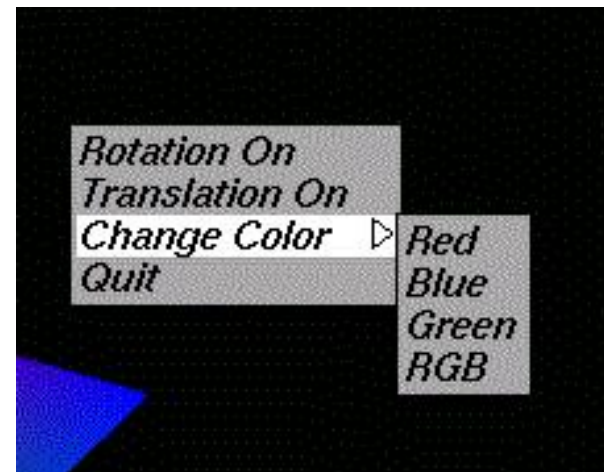 Rotation On
Translation On
Change Color
Quit
Red
Blue
Green
RGB